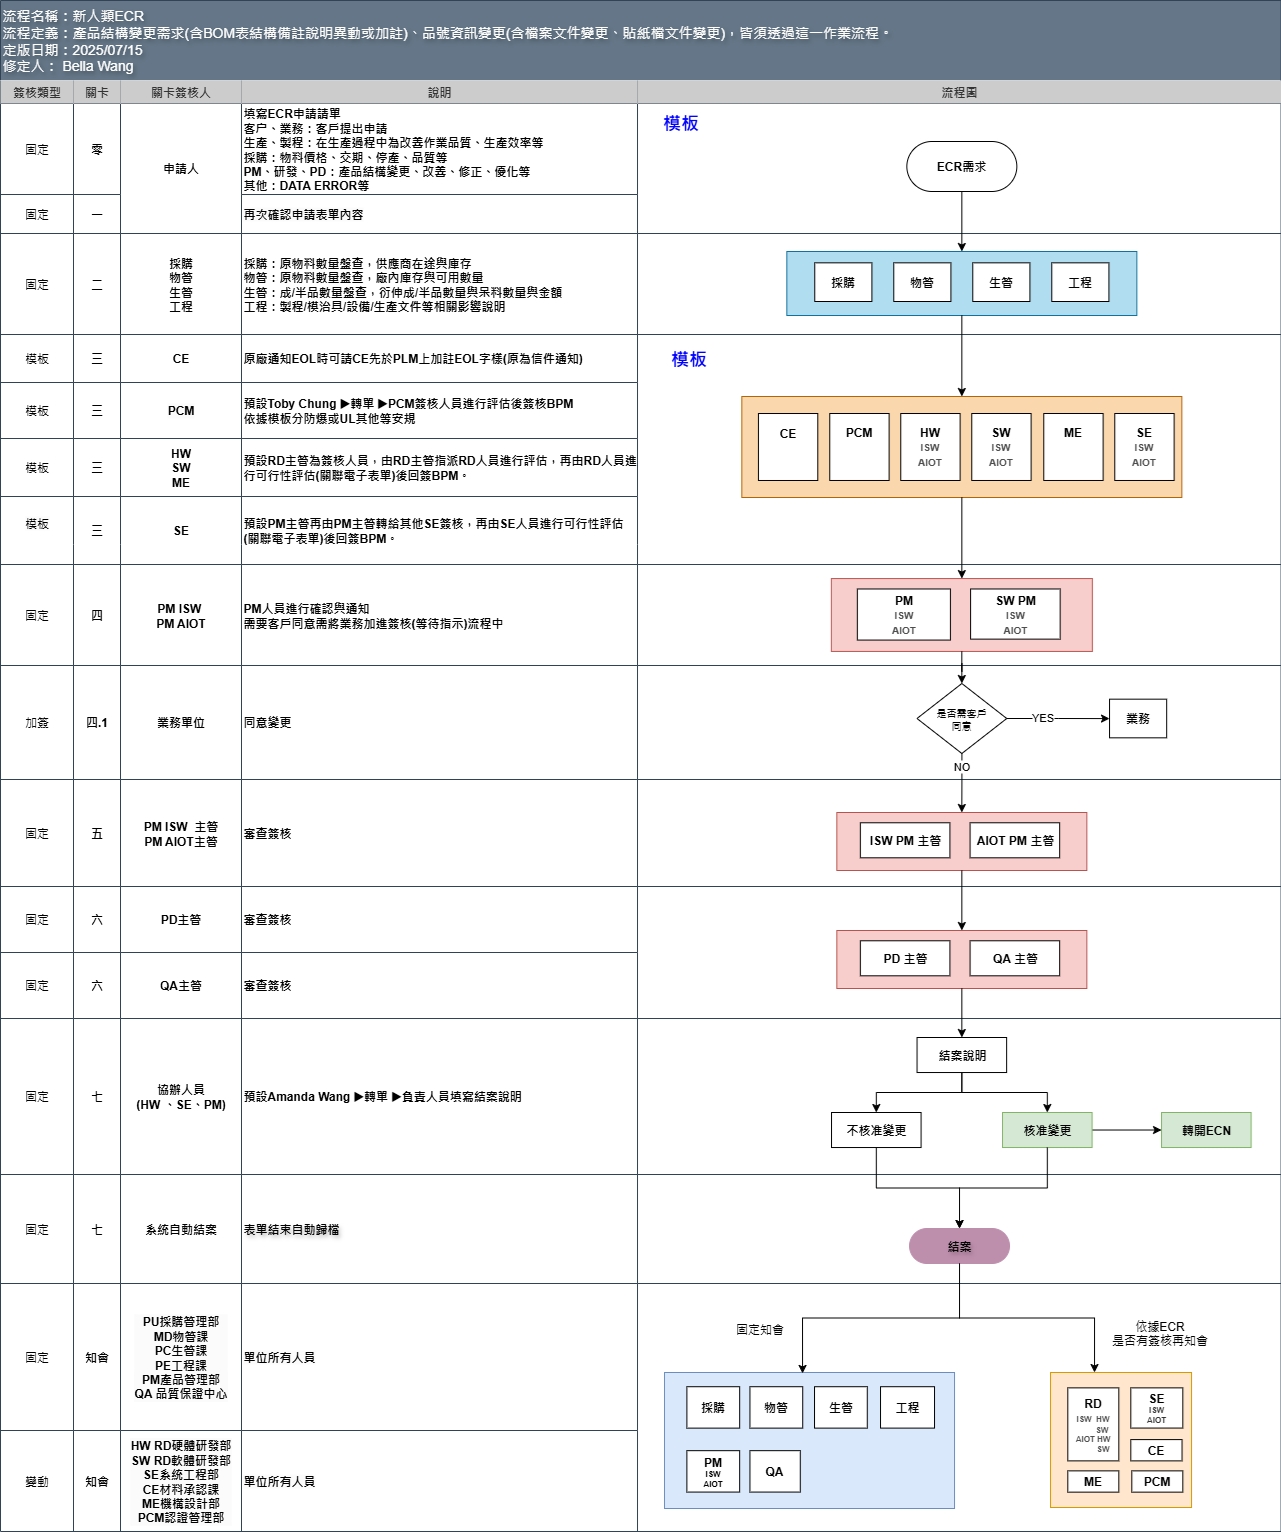 流程名稱：新人類ECR
流程定義：產品結構變更需求(含BOM表結構備註說明異動或加註)、品號資訊變更(含檔案文件變更、貼紙檔文件變更)，皆須透過這一作業流程。
定版日期：2025/07/15
修定人： Bella Wang
簽核類型 關卡 關卡簽核人 說明 流程圖
固定 零 申請人
填寫ECR申請請單
客户、業務：客戶提出申請
生產、製程：在生產過程中為改善作業品質、生產效率等
採購：物料價格、交期、停產、品質等
PM、研發、PD：產品結構變更、改善、修正、優化等
其他：DATA ERROR等
模板
ECR需求
固定 一 再次確認申請表單內容
固定 二
採購
物管
生管
工程
採購：原物料數量盤查，供應商在途與庫存
物管：原物料數量盤查，廠內庫存與可用數量
生管：成/半品數量盤查，衍伸成/半品數量與呆料數量與金額
工程：製程/模治具/設備/生產文件等相關影響說明
採購 物管 生管 工程
模板 三 CE 原廠通知EOL時可請CE先於PLM上加註EOL字樣(原為信件通知)
模板
模板 三 PCM
預設Toby Chung ▶轉單 ▶PCM簽核人員進行評估後簽核BPM
依據模板分防爆或UL其他等安規
CE
PCM
HW
ISW
AIOT
SW
ISW
AIOT
ME
SE
ISW
AIOT
模板 三
HW
SW
ME
預設RD主管為簽核人員，由RD主管指派RD人員進行評估，再由RD人員進
行可行性評估(關聯電子表單)後回簽BPM。
模板 三 SE
預設PM主管再由PM主管轉給其他SE簽核，再由SE人員進行可行性評估
(關聯電子表單)後回簽BPM。
固定 四
PM ISW
PM AIOT
PM人員進行確認與通知
需要客戶同意需將業務加進簽核(等待指示)流程中
PM
ISW
AIOT
SW PM
ISW
AIOT
加簽 四.1 業務單位 同意變更
是否需客戶
同意
YES
業務
NO
固定 五
PM ISW 主管
PM AIOT主管
審查簽核
ISW PM 主管 AIOT PM 主管
固定 六 PD主管 審查簽核
PD 主管 QA 主管
固定 六 QA主管 審查簽核
固定 七
協辦人員
(HW 、SE、PM)
預設Amanda Wang ▶轉單 ▶負責人員填寫結案說明
結案說明
不核准變更 核准變更 轉開ECN
固定 七 系統自動結案 表單結束自動歸檔
結案
固定 知會
PU採購管理部
MD物管課
PC生管課
PE工程課
PM產品管理部
QA 品質保證中心
單位所有人員
固定知會
依據ECR
是否有簽核再知會
採購 物管 生管 工程
PM
ISW
AIOT
QA
RD
ISW HW
SW
AIOT HW
SW
SE
ISW
AIOT
CE
ME PCM
變動 知會
HW RD硬體研發部
SW RD軟體研發部
SE系統工程部
CE材料承認課
ME機構設計部
PCM認證管理部
單位所有人員